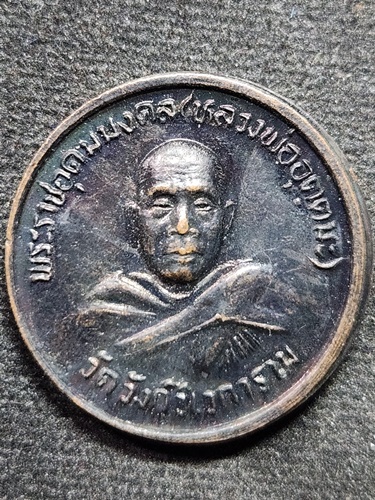 พระราชอุดมมงคล(หลวงพ่ออุตตมะ)
วัดวังก์วิเวการาม